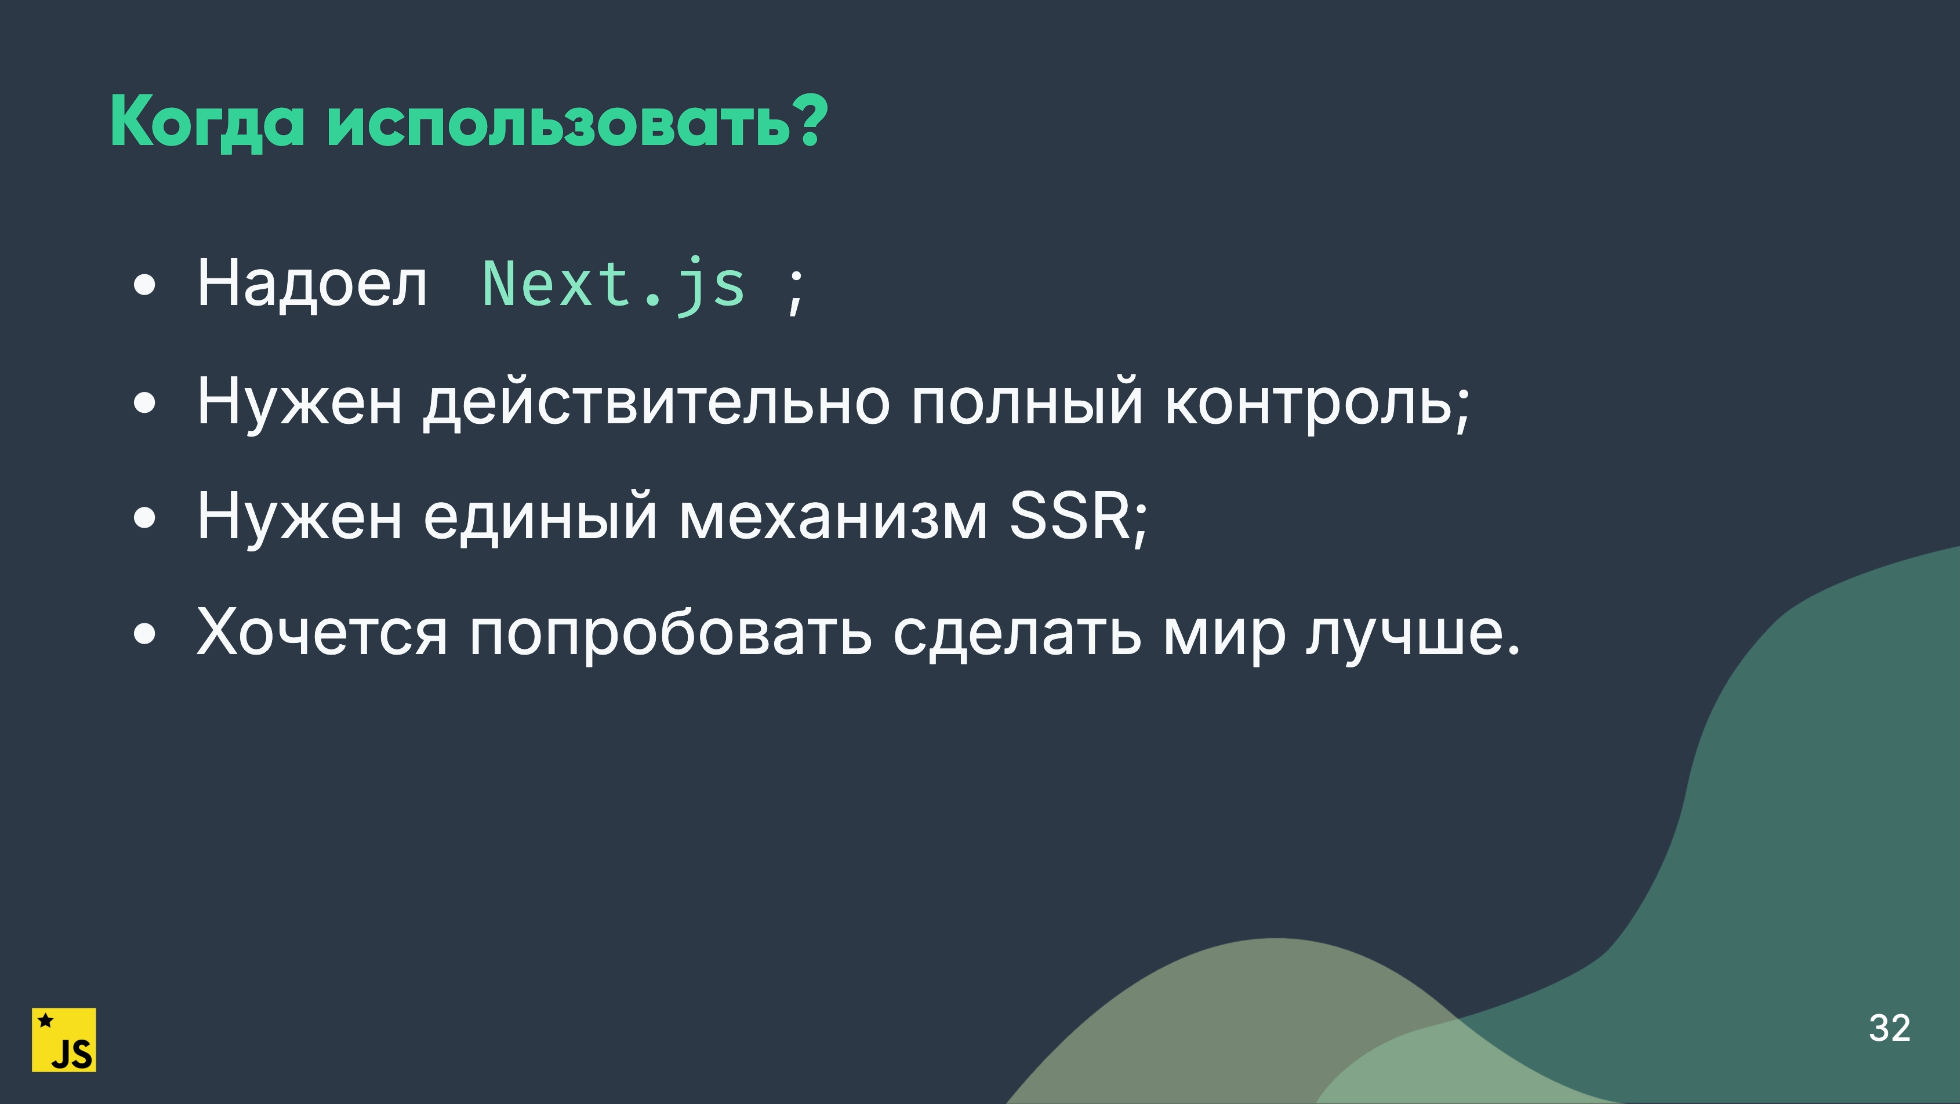 Когда использовать?
• Надоел Next.js ;
• Нужен действительно полный контроль;
• Нужен единый механизм SSR;
• Хочется попробовать сделать мир лучше.
JS
32